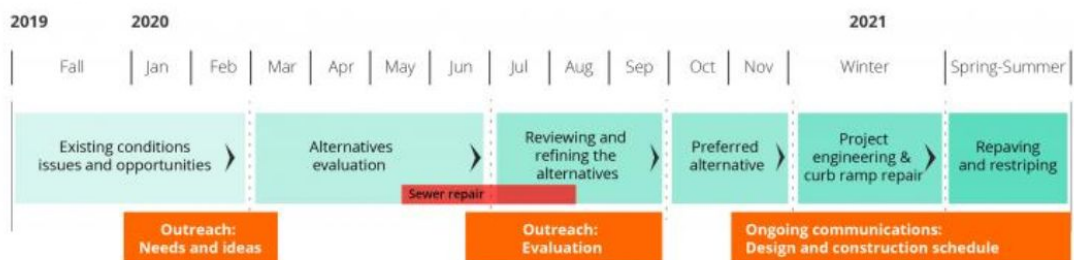 2019 2020 2021
Fall Jan Feb Mar Apr May Jun Jul Aug Sep Oct Nov Winter Spring-Summer
Existing conditions
issues and opportunities
Alternatives
evaluation
Reviewing and
refining the
alternatives
Preferred
alternative
Project
engineering &
curb ramp repair
Repaving
and restriping
Sewer repair
Outreach:
Needs and ideas
Outreach:
Evaluation
Ongoing communications:
Design and construction schedule